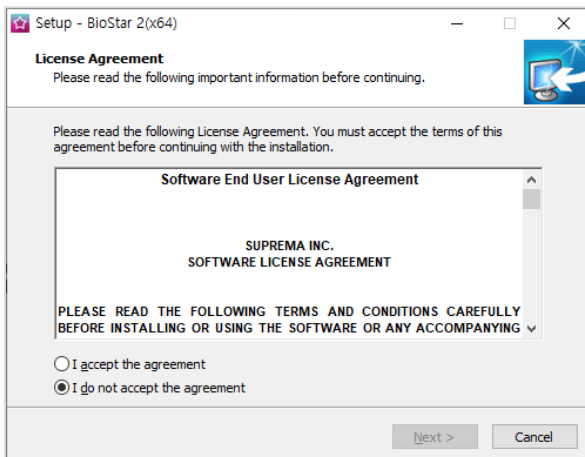 Setup - BioStar 2(x64)
License Agreement
Please read the following important information before continuing.
Please read the following License Agreement. You must accept the terms of this
agreement before continuing with the installation.
Software End User License Agreement
SUPREMA INC.
SOFTWARE LICENSE AGREEMENT
PLEASE READ THE FOLLOWING TERMS AND CONDITIONS CAREFULLY
BEFORE INSTALLING OR USING THE SOFTWARE OR ANY ACCOMPANYING
I accept the agreement
I do not accept the agreement
Next >
Cancel